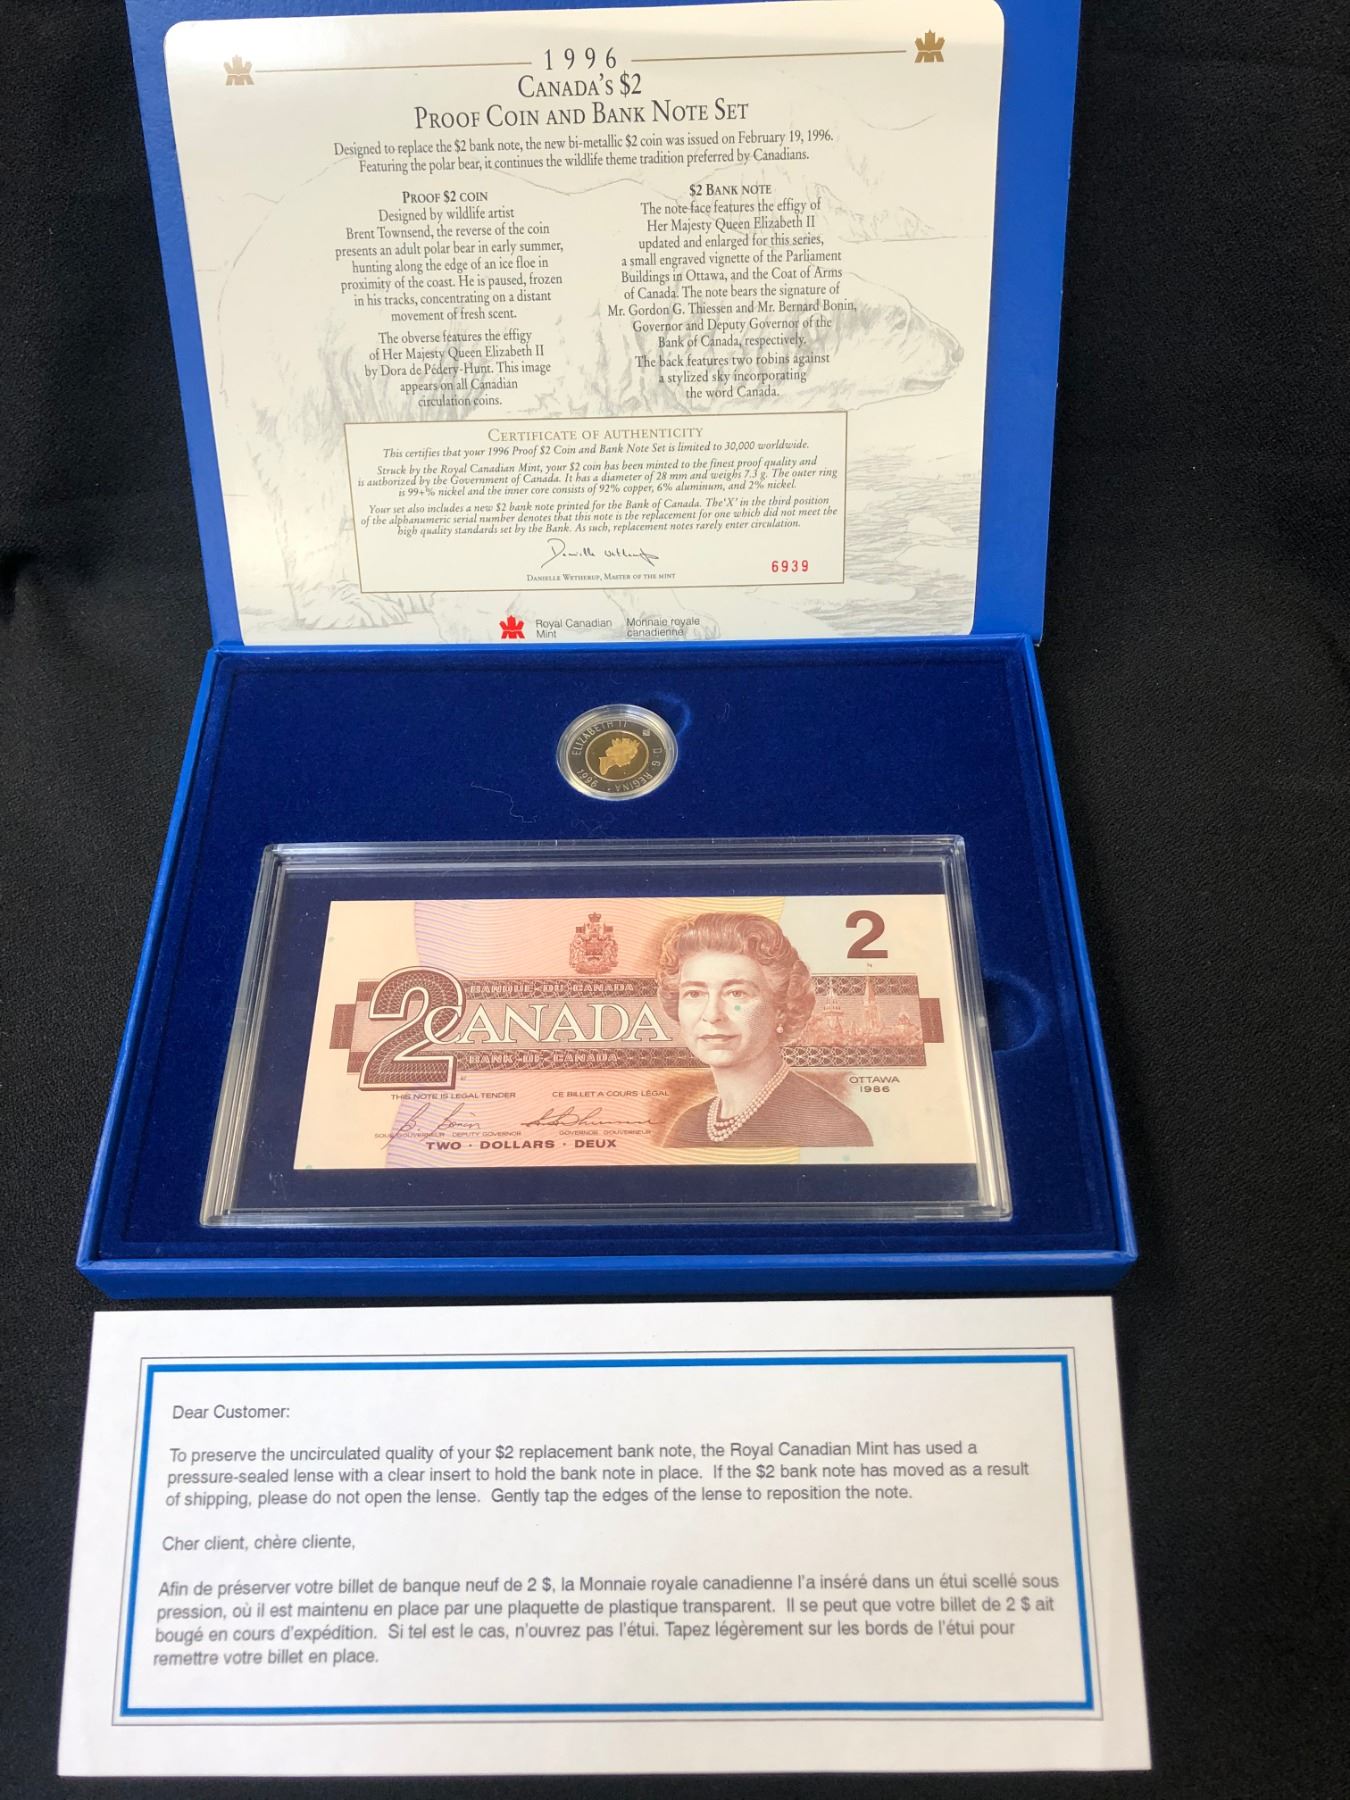 1996
CANADA'S $2
PROOF COIN AND BANK NOTE SET
Designed to replace the $2 bank note, the new bi-metallic $2 coin was issued on February 19, 1996.
Featuring the polar bear, it continues the wildlife theme tradition preferred by Canadians.
PROOF $2 COIN
Designed by wildlife artist
Brent Townsend, the reverse of the coin
presents an adult polar bear in early summer,
hunting along the edge of an ice floe in
proximity of the coast. He is paused, frozen
in his tracks, concentrating on a distant
movement of fresh scent.
The obverse features the effigy
of Her Majesty Queen Elizabeth II
by Dora de Pédery-Hunt. This image
appears on all Canadian
circulation coins.
$2 BANK NOTE
The note face features the effigy of
Her Majesty Queen Elizabeth II
updated and enlarged for this series,
a small engraved vignette of the Parliament
Buildings in Ottawa, and the Coat of Arms
of Canada. The note bears the signature of
Mr. Gordon G. Thiessen and Mr. Bernard Bonin,
Governor and Deputy Governor of the
Bank of Canada, respectively.
The back features two robins against
a stylized sky incorporating
the word Canada.
CERTIFICATE OF AUTHENTICITY
This certifies that your 1996 Proof $2 Coin and Bank Note Set is limited to 30,000 worldwide.
Struck by the Royal Canadian Mint, your $2 coin has been minted to the finest proof quality and
is authorized by the Government of Canada. It has a diameter of 28 mm and weighs 7.3 g. The outer ring
is 99+% nickel and the inner core consists of 92% copper, 6% aluminum, and 2% nickel.
Your set also includes a new $2 bank note printed for the Bank of Canada. The 'X' in the third position
of the alphanumeric serial number denotes that this note is the replacement for one which did not meet the
high quality standards set by the Bank. As such, replacement notes rarely enter circulation.
DANIELLE WETHERUP, MASTER OF THE MINT
6939
Royal Canadian Mint
Monnaie royale canadienne
ELIZABETH II D. G. REGINA
1996
2
BANQUE DU CANADA
2 CANADA
BANK OF CANADA
OTTAWA
1986
THIS NOTE IS LEGAL TENDER CE BILLET A COURS LÉGAL
SOUS-GOUVERNEUR DEPUTY GOVERNOR GOVERNOR GOUVERNEUR
TWO · DOLLARS · DEUX
Dear Customer:
To preserve the uncirculated quality of your $2 replacement bank note, the Royal Canadian Mint has used a
pressure-sealed lense with a clear insert to hold the bank note in place. If the $2 bank note has moved as a result
of shipping, please do not open the lense. Gently tap the edges of the lense to reposition the note.
Cher client, chère cliente,
Afin de préserver votre billet de banque neuf de 2 $, la Monnaie royale canadienne l'a inséré dans un étui scellé sous
pression, où il est maintenu en place par une plaquette de plastique transparent. Il se peut que votre billet de 2 $ ait
bougé en cours d'expédition. Si tel est le cas, n'ouvrez pas l'étui. Tapez légèrement sur les bords de l'étui pour
remettre votre billet en place.